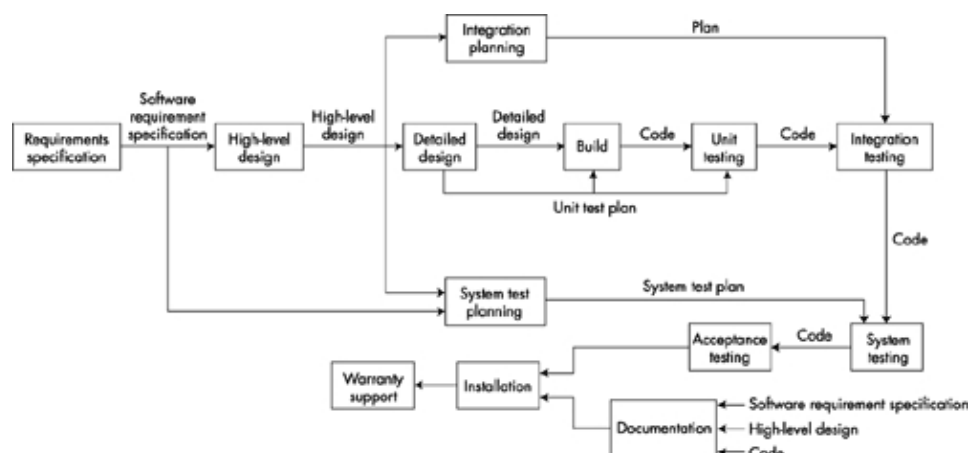 Integration
planning
Plan
Software
requirement
specification
High-level
design
Detailed
design
Code
Code
Requirements
specification
High-level
design
Detailed
design
Build
Unit
testing
Integration
testing
Unit test plan
Code
System test
planning
System test plan
Acceptance
testing
Code
System
testing
Warranty
support
Installation
Documentation
Software requirement specification
High-level design
Code